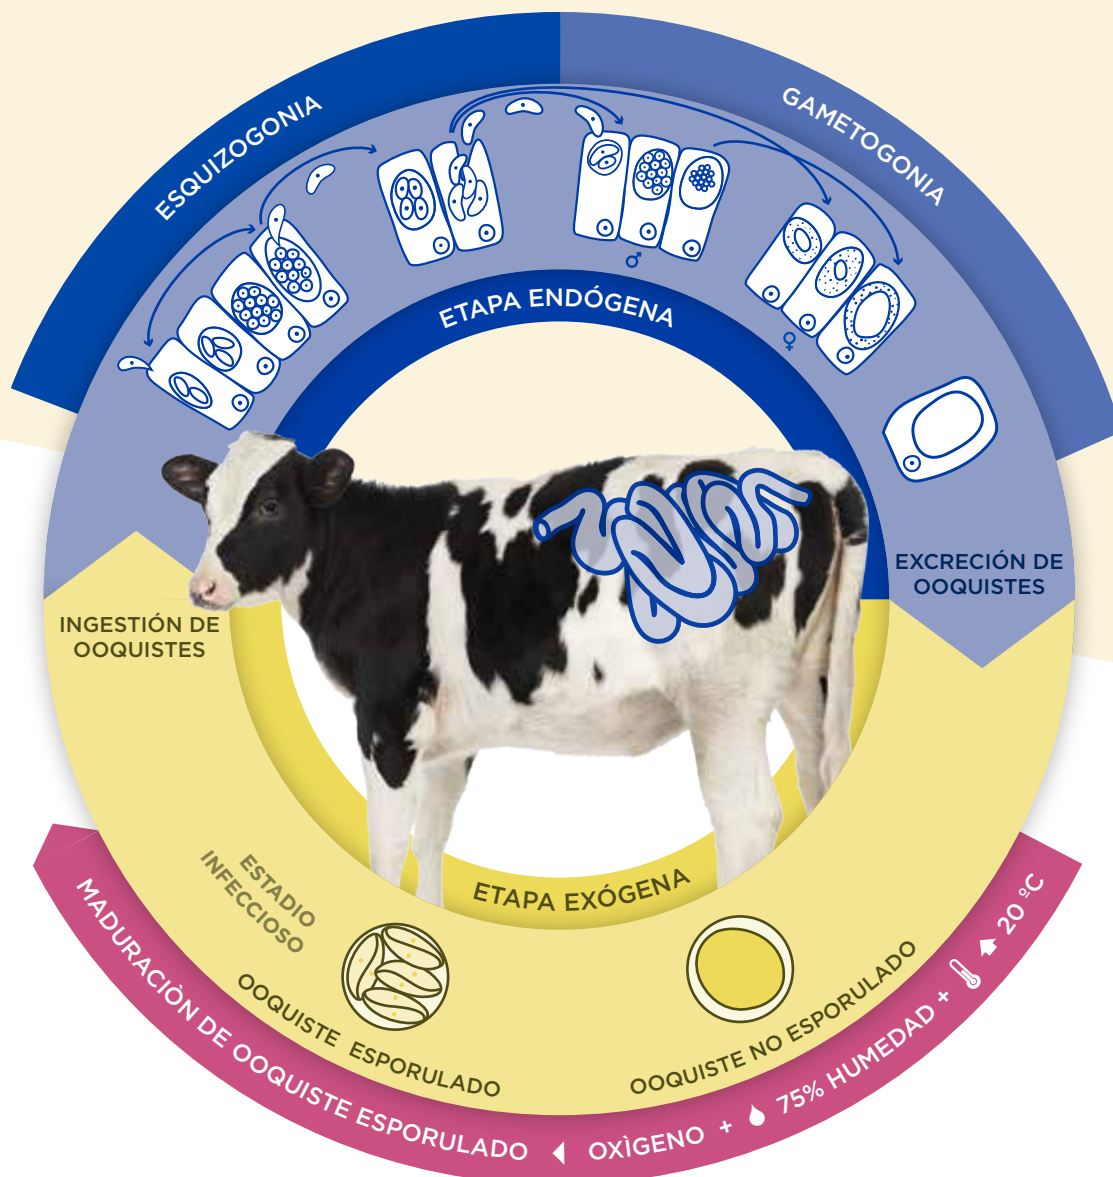 ESQUIZOGONIA
GAMETOGONIA
♂
♀
ETAPA ENDÓGENA
EXCRECIÓN DE
OOQUISTES
INGESTIÓN DE
OOQUISTES
ETAPA EXÓGENA
ESTADIO
INFECCIOSO
OOQUISTE ESPORULADO
OOQUISTE NO ESPORULADO
MADURACIÒN DE OOQUISTE ESPORULADO
OXÌGENO + 75% HUMEDAD + 20 ºC